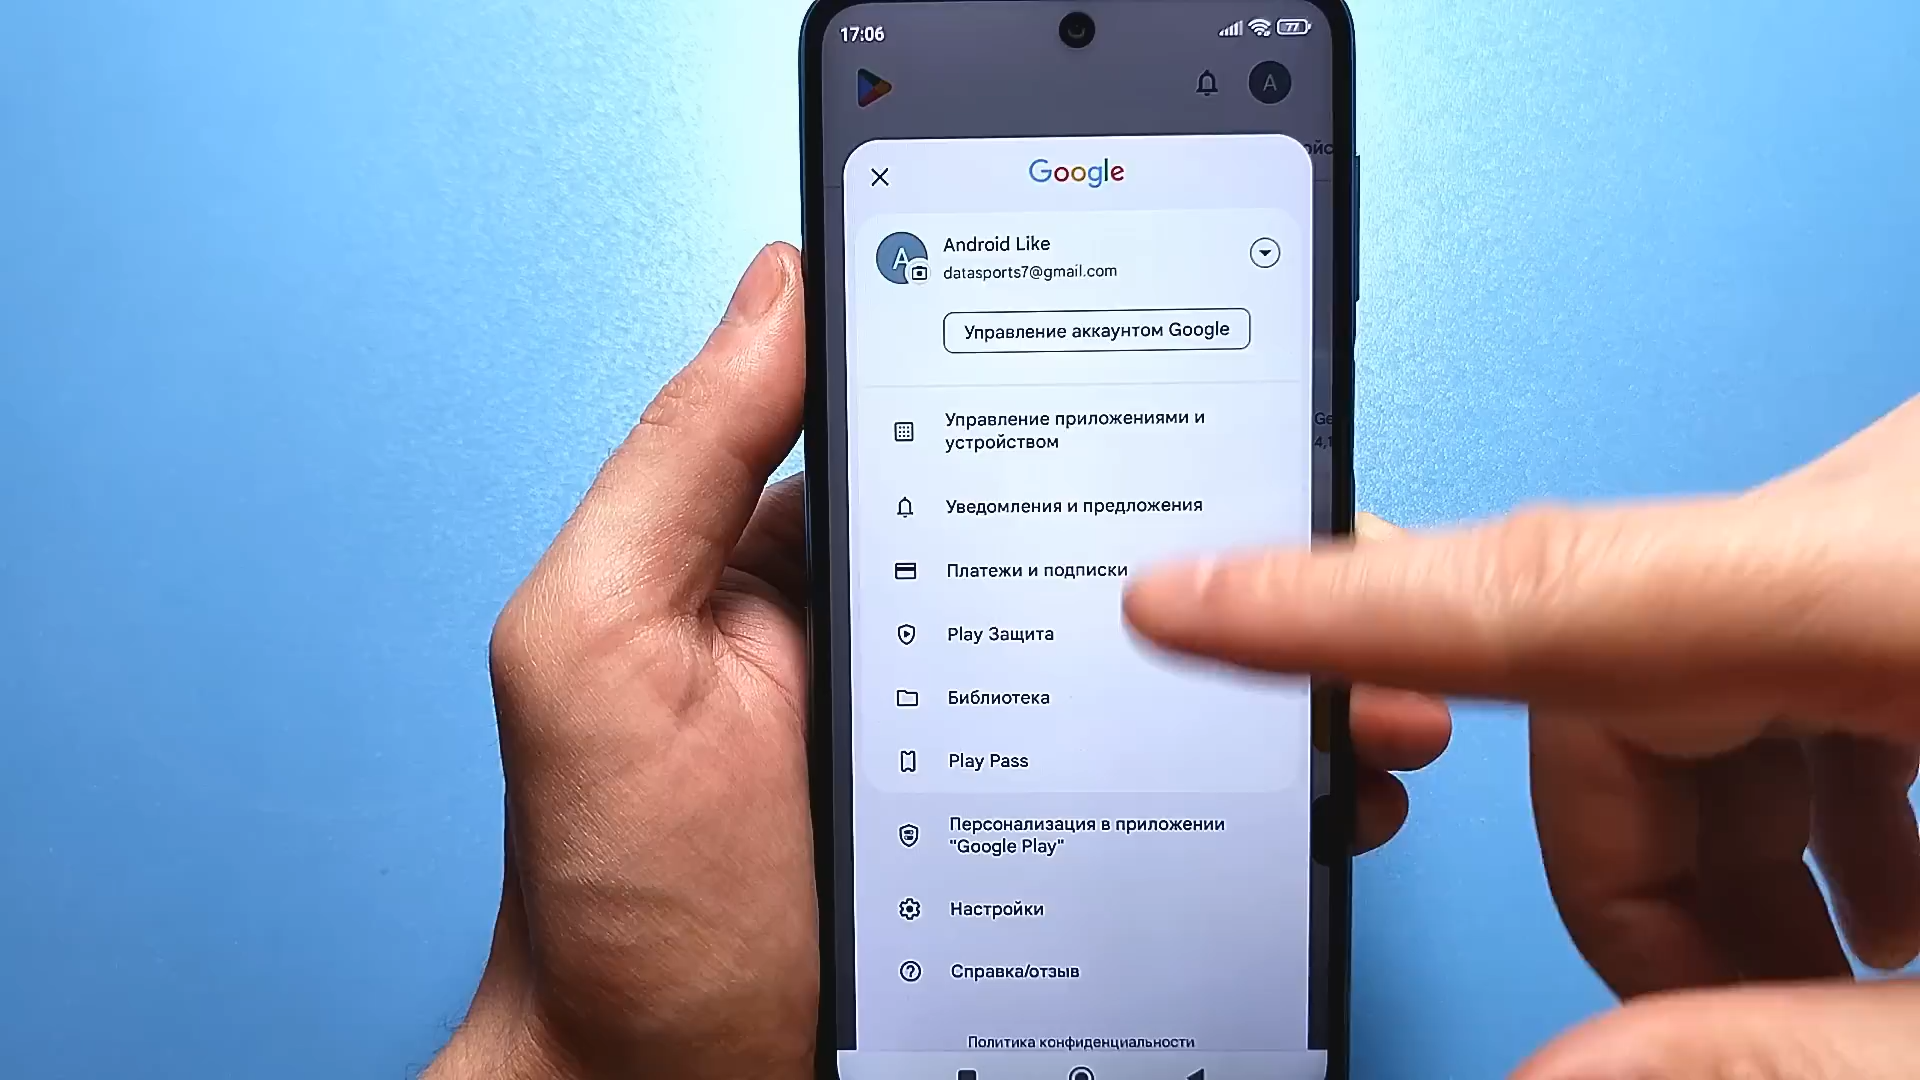 17:06
77
A
Google
A
Android Like
datasports7@gmail.com
Управление аккаунтом Google
Управление приложениями и
устройством
Уведомления и предложения
Платежи и подписки
Play Защита
Библиотека
Play Pass
Персонализация в приложении
"Google Play"
Настройки
Справка/отзыв
Политика конфиденциальности